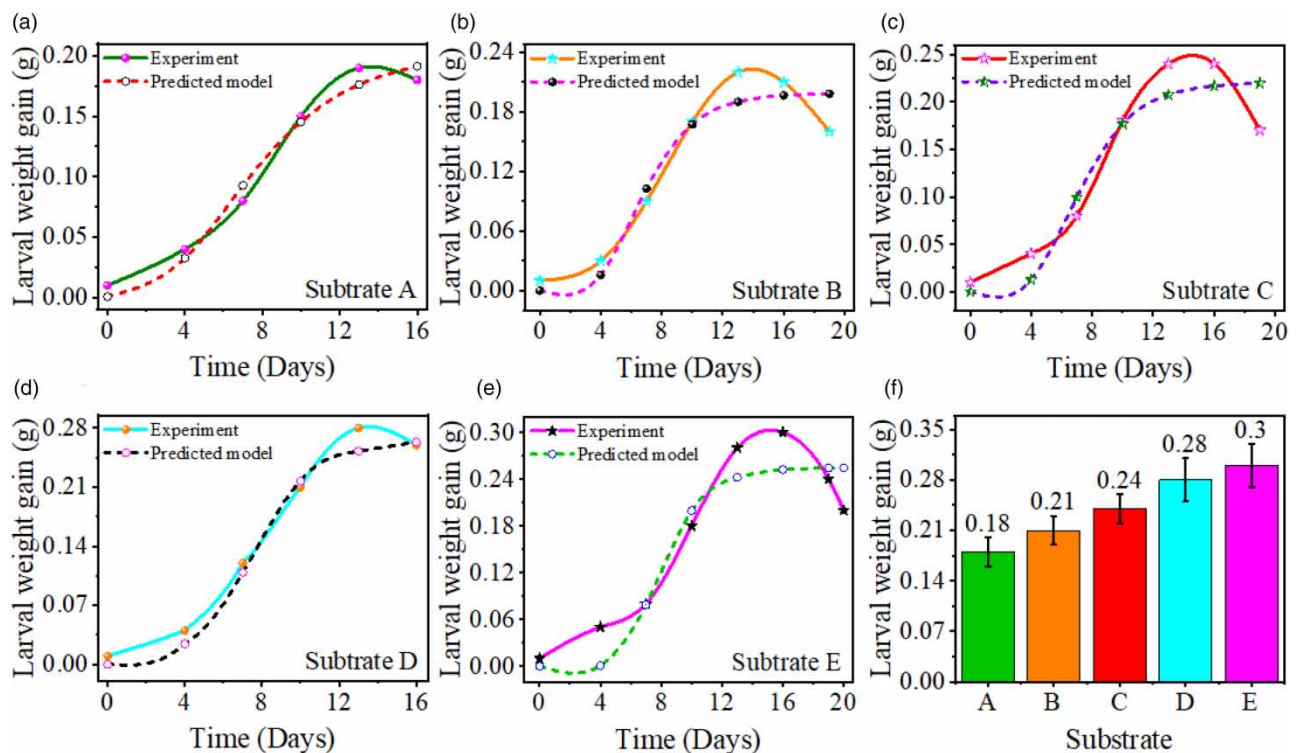 (a)
Larval weight gain (g)
0.20
0.15
0.10
0.05
0.00
Experiment
Predicted model
Subtrate A
0 4 8 12 16
Time (Days)
(b)
Larval weight gain (g)
0.24
0.18
0.12
0.06
0.00
Experiment
Predicted model
Subtrate B
0 4 8 12 16 20
Time (Days)
(c)
Larval weight gain (g)
0.25
0.20
0.15
0.10
0.05
0.00
Experiment
Predicted model
Subtrate C
0 4 8 12 16 20
Time (Days)
(d)
Larval weight gain (g)
0.28
0.21
0.14
0.07
0.00
Experiment
Predicted model
Subtrate D
0 4 8 12 16
Time (Days)
(e)
Larval weight gain (g)
0.30
0.24
0.18
0.12
0.06
0.00
Experiment
Predicted model
Subtrate E
0 4 8 12 16 20
Time (Days)
(f)
Larval weight gain (g)
0.35
0.28
0.21
0.14
0.07
0.00
0.18 0.21 0.24 0.28 0.3
A B C D E
Substrate